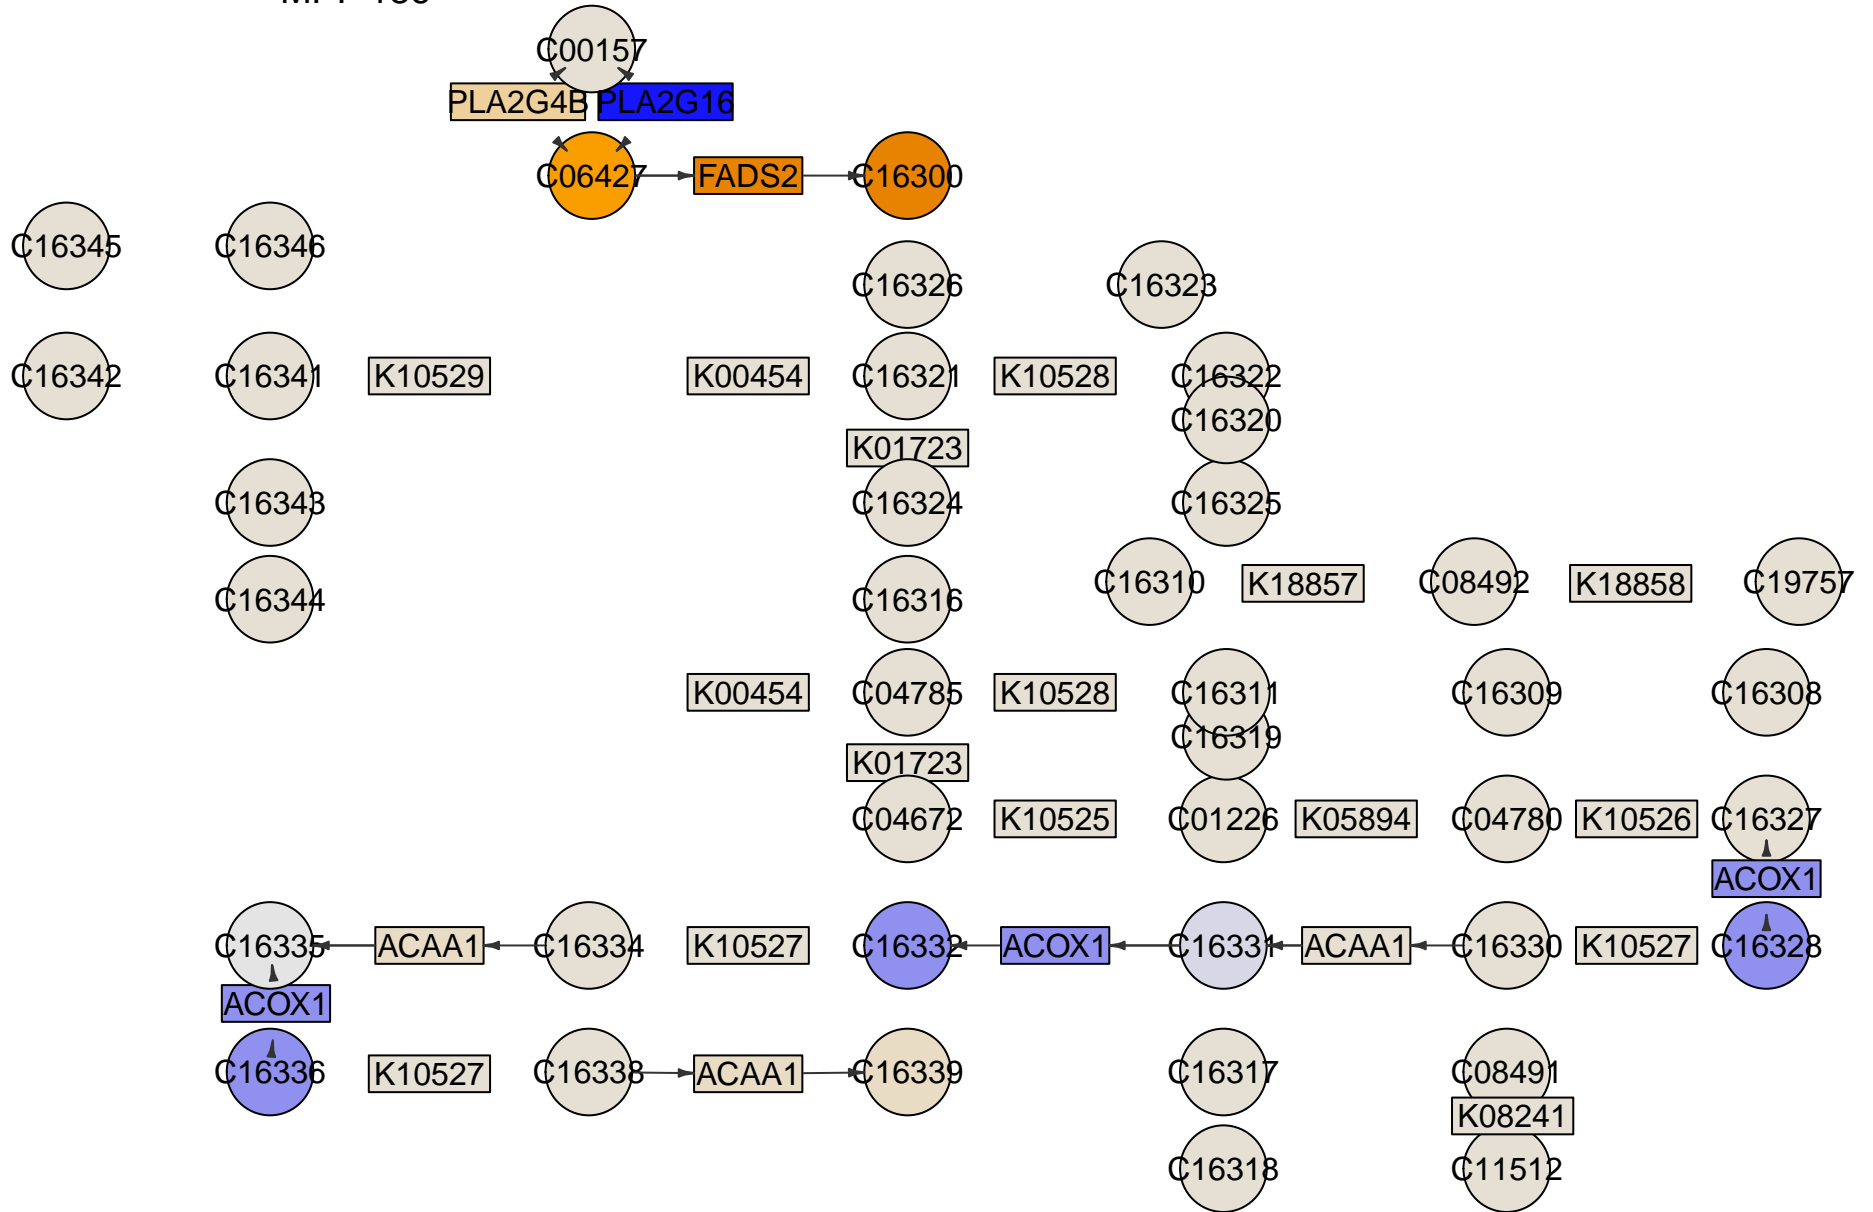 C00157
PLA2G4B PLA2G16
C06427 FADS2 C16300
C16345 C16346
C16326 C16323
C16342 C16341 K10529 K00454 C16321 K10528 C16322
C16320
K01723
C16343 C16324 C16325
C16310 K18857 C08492 K18858 C19757
C16344 C16316
K00454 C04785 K10528 C16311 C16309 C16308
C16319
K01723
C04672 K10525 C01226 K05894 C04780 K10526 C16327
ACOX1
C16335 ACAA1 C16334 K10527 C16332 ACOX1 C16331 ACAA1 C16330 K10527 C16328
ACOX1
C16336 K10527 C16338 ACAA1 C16339 C16317 C08491
K08241
C16318 C11512